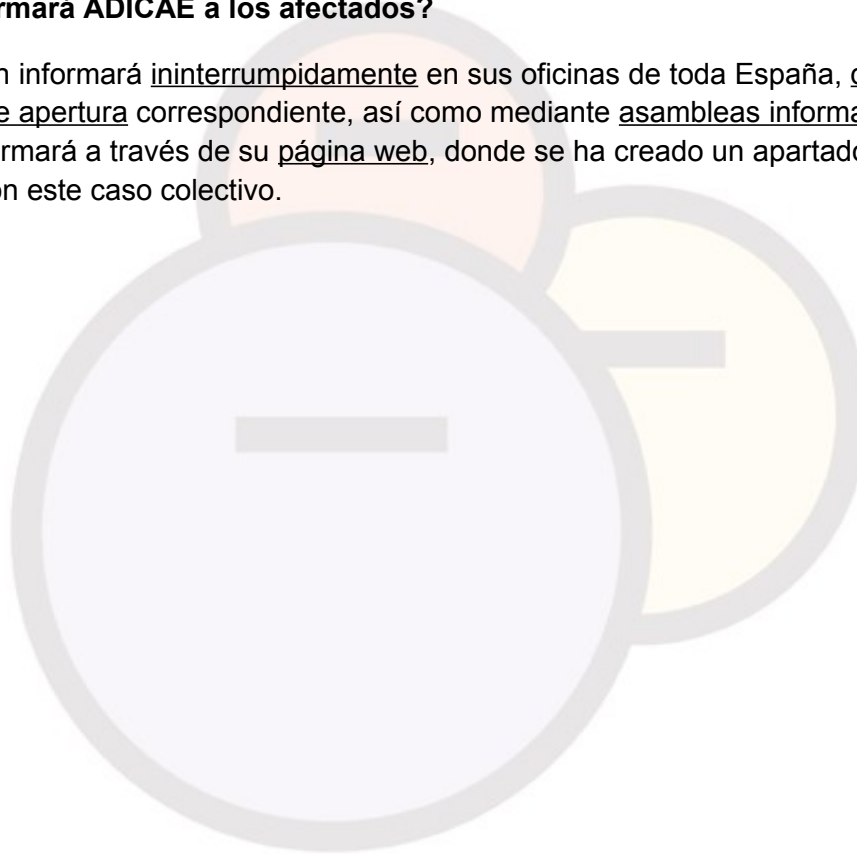 rmará ADICAE a los afectados?
n informará ininterrumpidamente en sus oficinas de toda España,
e apertura correspondiente, así como mediante asambleas informa
rmará a través de su página web, donde se ha creado un apartado
on este caso colectivo.